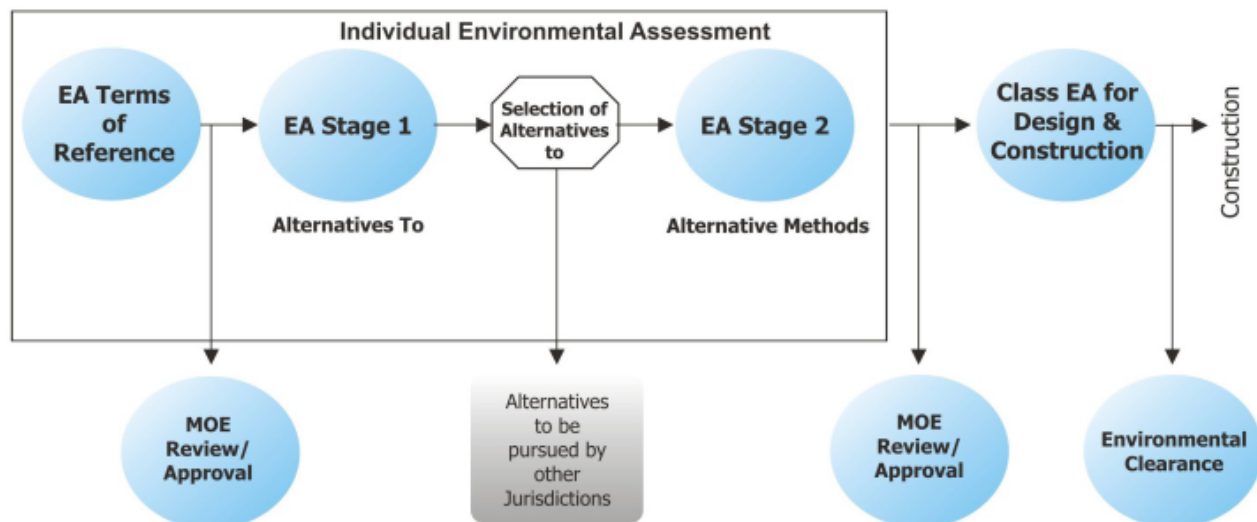 Individual Environmental Assessment
EA Terms
of
Reference
EA Stage 1
Selection of
Alternatives
to
EA Stage 2
Class EA for
Design &
Construction
Construction
Alternatives To
Alternative Methods
MOE
Review/
Approval
Alternatives
to be
pursued by
other
Jurisdictions
MOE
Review/
Approval
Environmental
Clearance